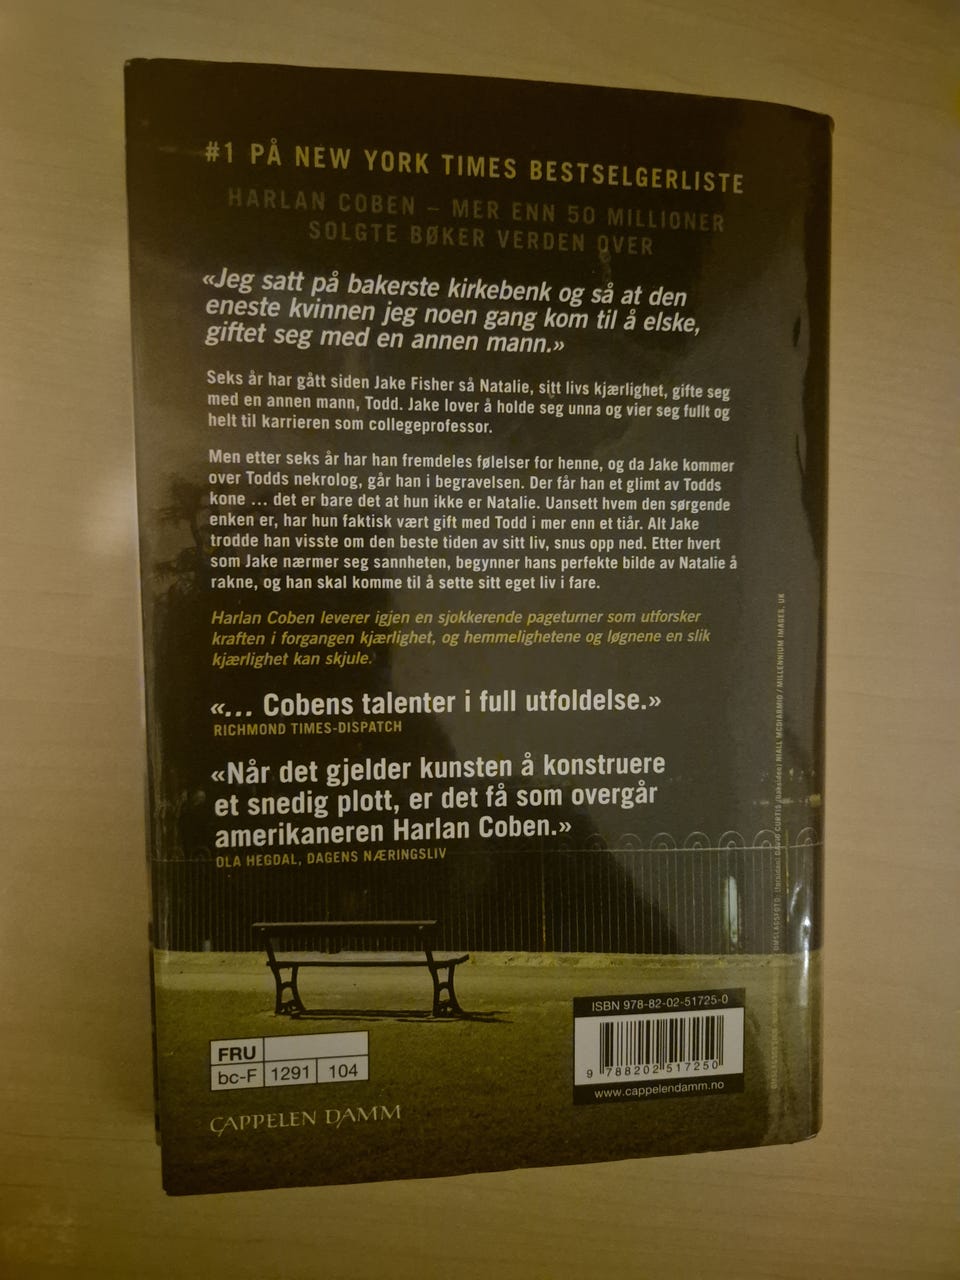 #1 PÅ NEW YORK TIMES BESTSELGERLISTE
HARLAN COBEN – MER ENN 50 MILLIONER
SOLGTE BØKER VERDEN OVER
«Jeg satt på bakerste kirkebenk og så at den
eneste kvinnen jeg noen gang kom til å elske,
giftet seg med en annen mann.»
Seks år har gått siden Jake Fisher så Natalie, sitt livs kjærlighet, gifte seg
med en annen mann, Todd. Jake lover å holde seg unna og vier seg fullt og
helt til karrieren som collegeprofessor.
Men etter seks år har han fremdeles følelser for henne, og da Jake kommer
over Todds nekrolog, går han i begravelsen. Der får han et glimt av Todds
kone ... det er bare det at hun ikke er Natalie. Uansett hvem den sørgende
enken er, har hun faktisk vært gift med Todd i mer enn et tiår. Alt Jake
trodde han visste om den beste tiden av sitt liv, snus opp ned. Etter hvert
som Jake nærmer seg sannheten, begynner hans perfekte bilde av Natalie å
rakne, og han skal komme til å sette sitt eget liv i fare.
Harlan Coben leverer igjen en sjokkerende pageturner som utforsker
kraften i forgangen kjærlighet, og hemmelighetene og løgnene en slik
kjærlighet kan skjule.
«... Cobens talenter i full utfoldelse.»
RICHMOND TIMES-DISPATCH
«Når det gjelder kunsten å konstruere
et snedig plott, er det få som overgår
amerikaneren Harlan Coben.»
OLA HEGDAL, DAGENS NÆRINGSLIV
OMSLAGSFOTO: (forsiden) DAVID CURTIS (baksiden) NIALL MCDIARMID / MILLENNIUM IMAGES, UK
ISBN 978-82-02-51725-0
9 788202 517250
www.cappelendamm.no
FRU
bc-F 1291 104
CAPPELEN DAMM